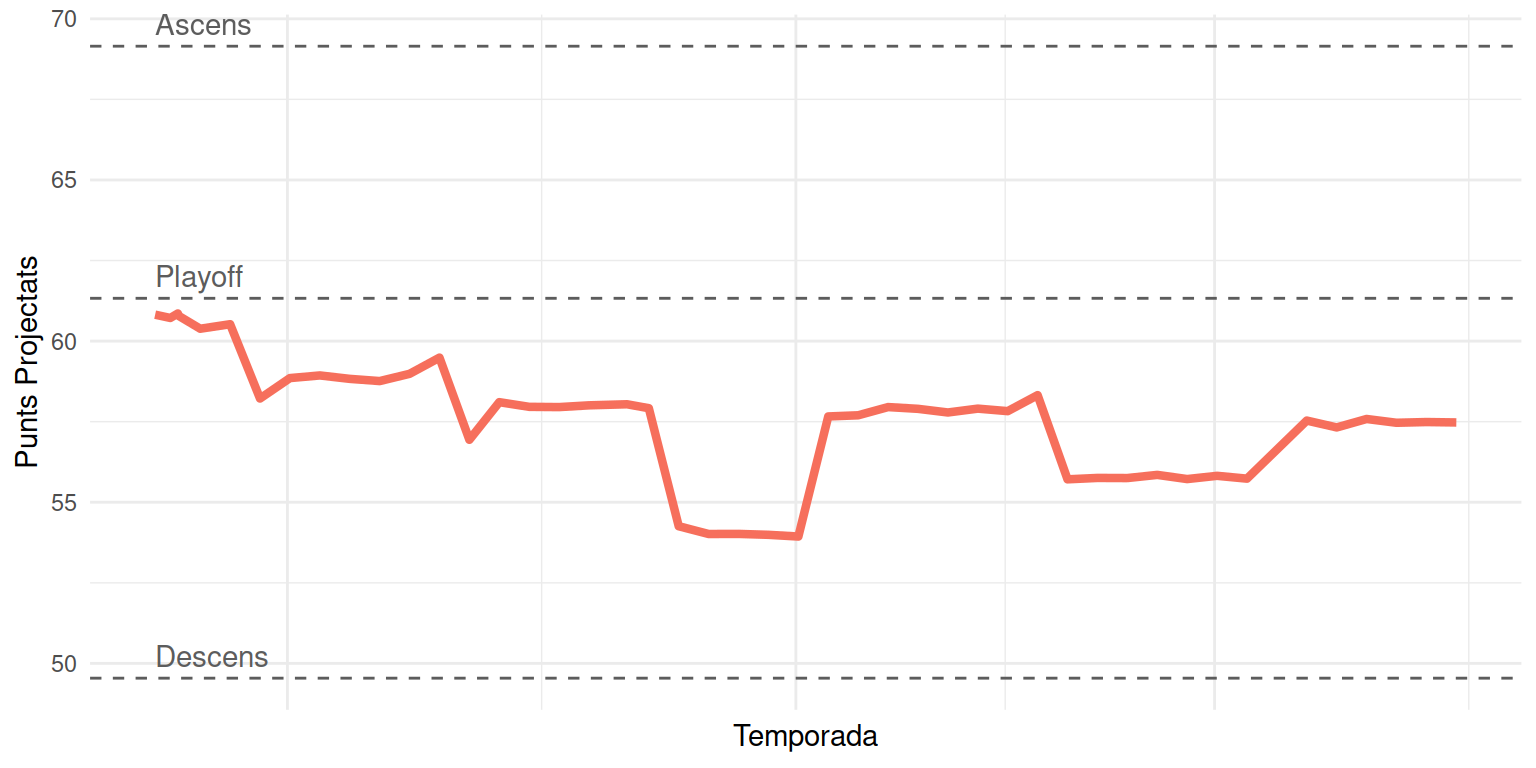 70
Ascens
65
Playoff
60
Punts Projectats
55
Descens
50
Temporada